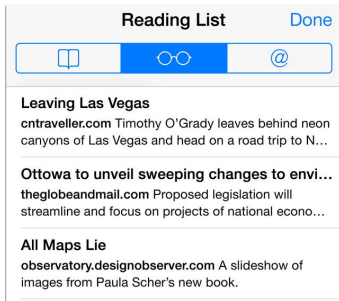 Reading List Done
@
Leaving Las Vegas
cntraveller.com Timothy O'Grady leaves behind neon
canyons of Las Vegas and head on a road trip to N…
Ottowa to unveil sweeping changes to envi…
theglobeandmail.com Proposed legislation will
streamline and focus on projects of national econo…
All Maps Lie
observatory.designobserver.com A slideshow of
images from Paula Scher's new book.